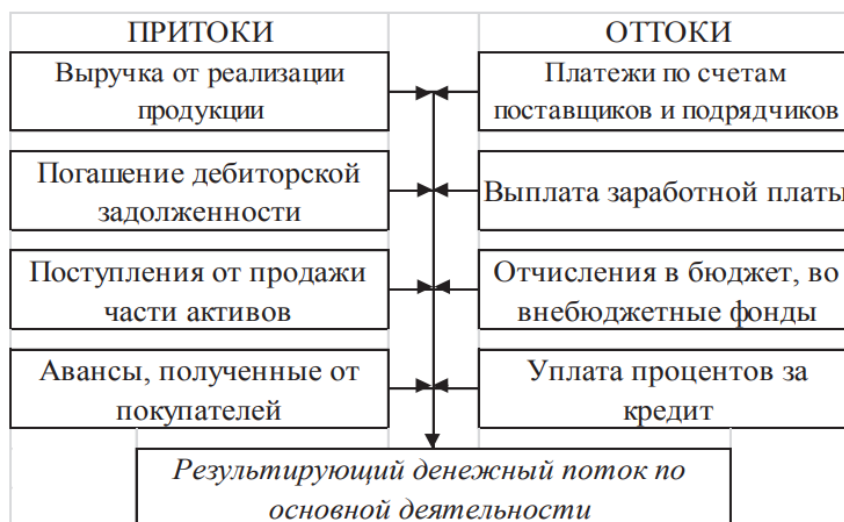 ПРИТОКИ
ОТТОКИ
Выручка от реализации
продукции
Платежи по счетам
поставщиков и подрядчиков
Погашение дебиторской
задолженности
Выплата заработной платы
Поступления от продажи
части активов
Отчисления в бюджет, во
внебюджетные фонды
Авансы, полученные от
покупателей
Уплата процентов за
кредит
Результирующий денежный поток по
основной деятельности